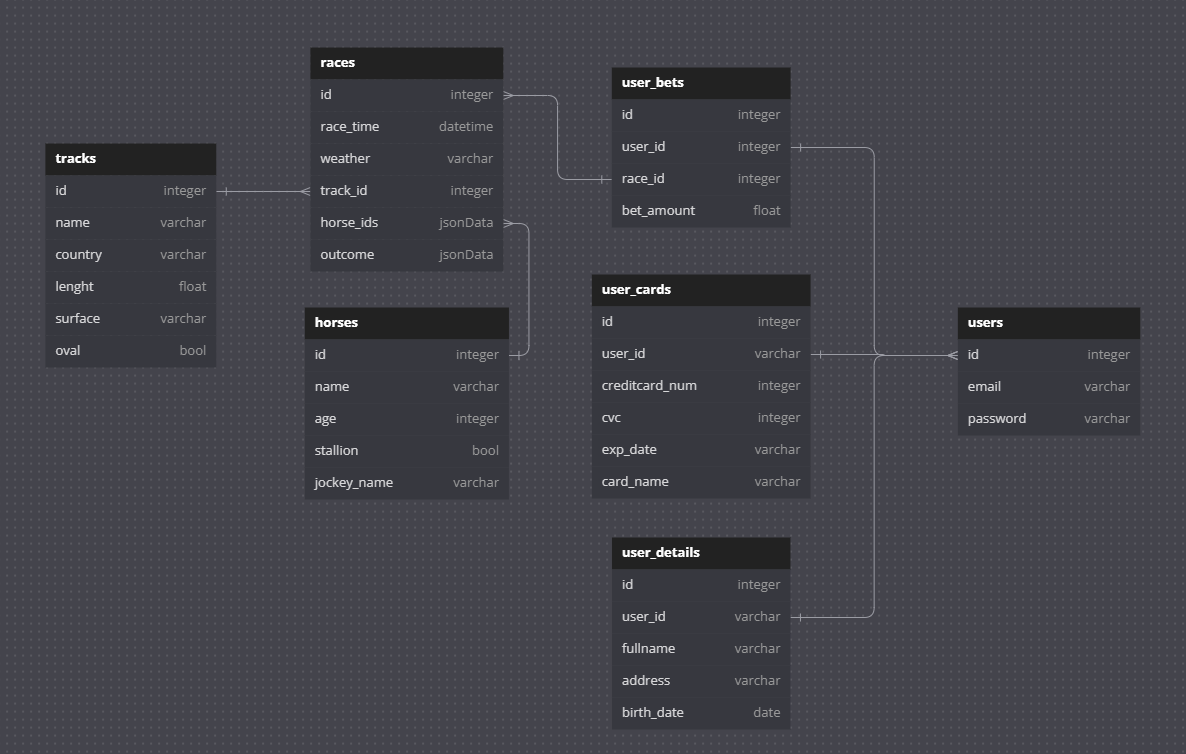 races
id integer
race_time datetime
weather varchar
track_id integer
horse_ids jsonData
outcome jsonData
user_bets
id integer
user_id integer
race_id integer
bet_amount float
tracks
id integer
name varchar
country varchar
lenght float
surface varchar
oval bool
user_cards
id integer
user_id varchar
creditcard_num integer
cvc integer
exp_date varchar
card_name varchar
horses
id integer
name varchar
age integer
stallion bool
jockey_name varchar
users
id integer
email varchar
password varchar
user_details
id integer
user_id varchar
fullname varchar
address varchar
birth_date date